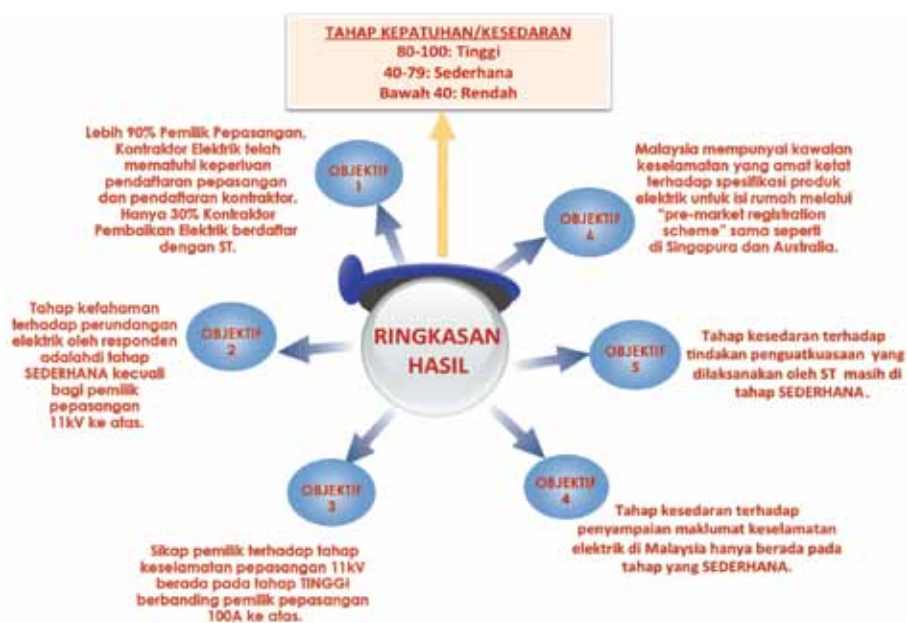 TAHAP KEPATUHAN/KESEDARAN
80-100: Tinggi
40-79: Sederhana
Bawah 40: Rendah
Lebih 90% Pemilik Pepasangan,
Kontraktor Elektrik telah
mematuhi keperluan
pendaftaran pepasangan
dan pendaftaran kontraktor.
Hanya 30% Kontraktor
Pembaikan Elektrik berdaftar
dengan ST.
OBJEKTIF
1
OBJEKTIF
6
Malaysia mempunyai kawalan
keselamatan yang amat ketat
terhadap spesifikasi produk
elektrik untuk isi rumah melalui
"pre-market registration
scheme" sama seperti
di Singapura dan Australia.
Tahap kefahaman
terhadap perundangan
elektrik oleh responden
adalahdi tahap
SEDERHANA kecuali
bagi pemilik
pepasangan
11kV ke atas.
OBJEKTIF
2
RINGKASAN
HASIL
OBJEKTIF
5
Tahap kesedaran terhadap
tindakan penguatkuasaan yang
dilaksanakan oleh ST masih di
tahap SEDERHANA.
OBJEKTIF
3
Sikap pemilik terhadap tahap
keselamatan pepasangan 11kV
berada pada tahap TINGGI
berbanding pemilik pepasangan
100A ke atas.
OBJEKTIF
4
Tahap kesedaran terhadap
penyampaian maklumat keselamatan
elektrik di Malaysia hanya berada pada
tahap yang SEDERHANA.